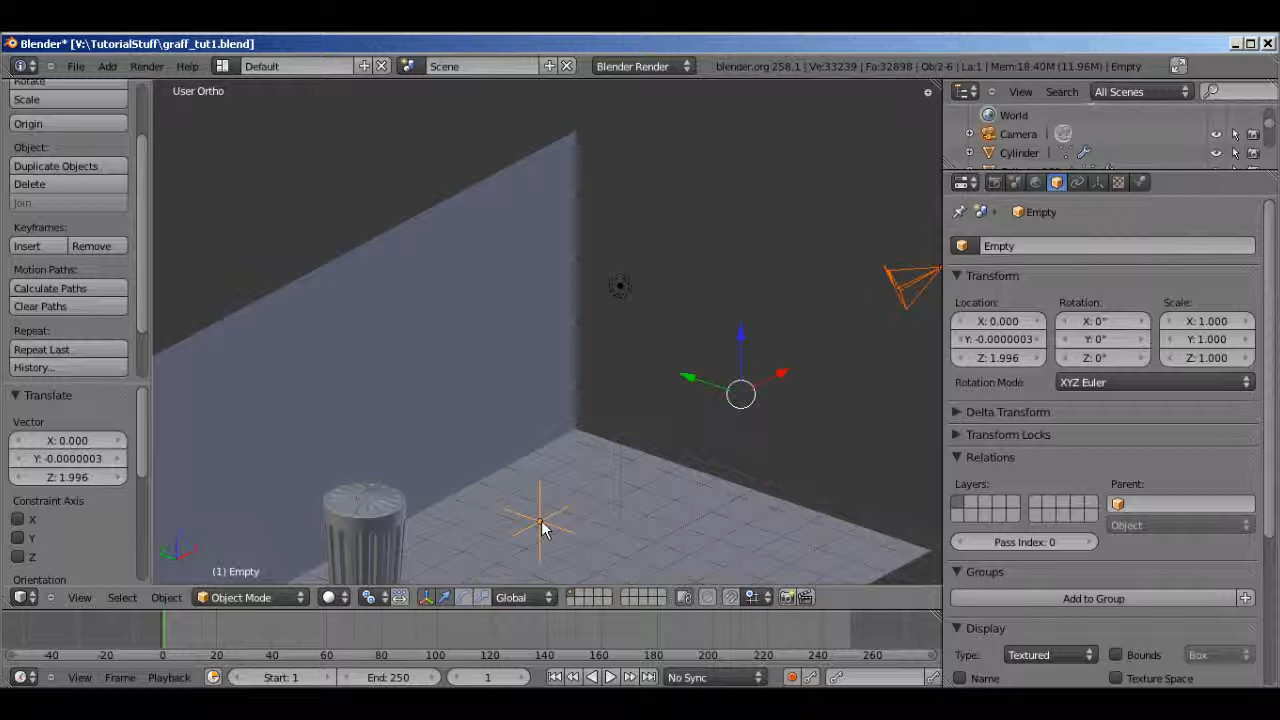 Blender* [V:\TutorialStuff\graff_tut1.blend]
File Add Render Help Default Scene Blender Render blender.org 258.1 | Ve:33239 | Fa:32898 | Ob:2-6 | La:1 | Mem:18.40M (11.96M) | Empty
Rotate
Scale
Origin
Object:
Duplicate Objects
Delete
Join
Keyframes:
Insert Remove
Motion Paths:
Calculate Paths
Clear Paths
Repeat:
Repeat Last
History...
Translate
Vector
X: 0.000
Y: -0.0000003
Z: 1.996
Constraint Axis
X
Y
Z
Orientation
User Ortho
(1) Empty
View Select Object Object Mode Global
-40 -20 0 20 40 60 80 100 120 140 160 180 200 220 240 260
View Frame Playback Start: 1 End: 250 1 No Sync
View Search All Scenes
World
Camera
Cylinder
Empty
Empty
Transform
Location: Rotation: Scale:
X: 0.000 X: 0° X: 1.000
Y: -0.0000003 Y: 0° Y: 1.000
Z: 1.996 Z: 0° Z: 1.000
Rotation Mode XYZ Euler
Delta Transform
Transform Locks
Relations
Layers: Parent:
Object
Pass Index: 0
Groups
Add to Group
Display
Type: Textured Bounds Box
Name Texture Space